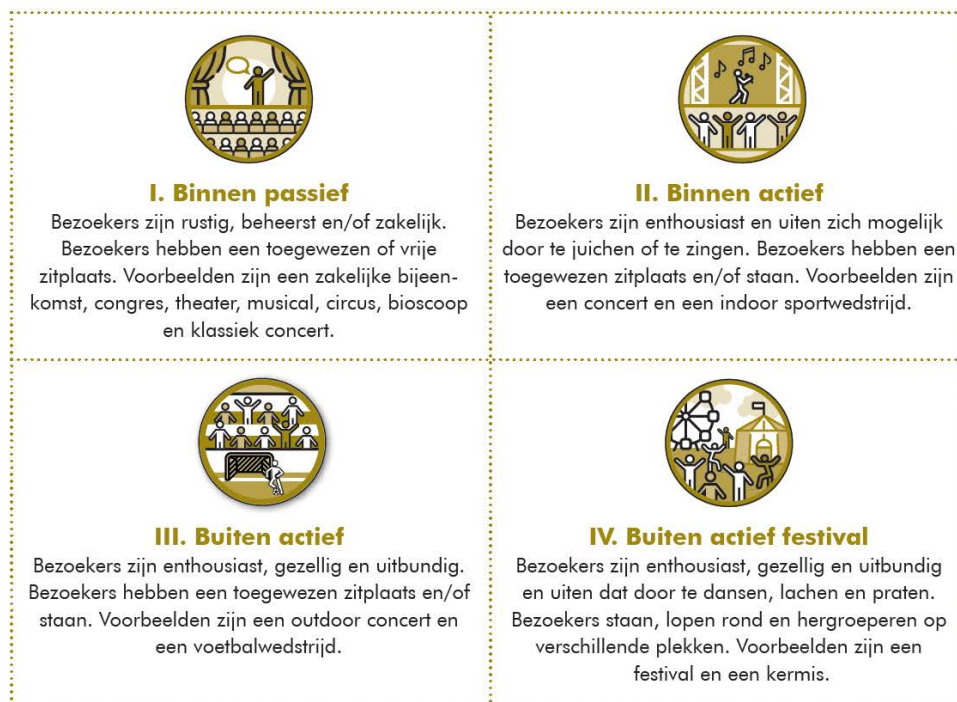 I. Binnen passief
Bezoekers zijn rustig, beheerst en/of zakelijk.
Bezoekers hebben een toegewezen of vrije
zitplaats. Voorbeelden zijn een zakelijke bijeen-
komst, congres, theater, musical, circus, bioscoop
en klassiek concert.
II. Binnen actief
Bezoekers zijn enthousiast en uiten zich mogelijk
door te juichen of te zingen. Bezoekers hebben een
toegewezen zitplaats en/of staan. Voorbeelden zijn
een concert en een indoor sportwedstrijd.
III. Buiten actief
Bezoekers zijn enthousiast, gezellig en uitbundig.
Bezoekers hebben een toegewezen zitplaats en/of
staan. Voorbeelden zijn een outdoor concert en
een voetbalwedstrijd.
IV. Buiten actief festival
Bezoekers zijn enthousiast, gezellig en uitbundig
en uiten dat door te dansen, lachen en praten.
Bezoekers staan, lopen rond en hergroeperen op
verschillende plekken. Voorbeelden zijn een
festival en een kermis.